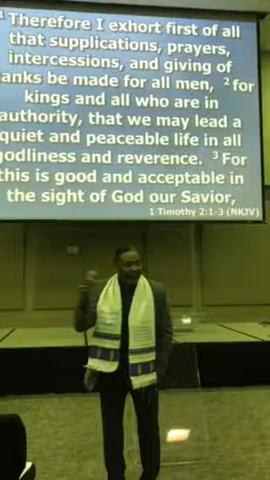 1 Therefore I exhort first of all
that supplications, prayers,
intercessions, and giving of
anks be made for all men, 2 for
kings and all who are in
authority, that we may lead a
quiet and peaceable life in all
godliness and reverence. 3 For
this is good and acceptable in
the sight of God our Savior,
1 Timothy 2:1-3 (NKJV)